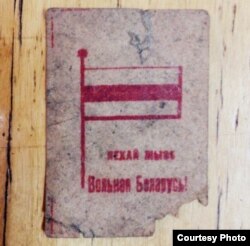 НЕХАЙ ЖЫВЕ
Вольная Беларусь!
Courtesy Photo